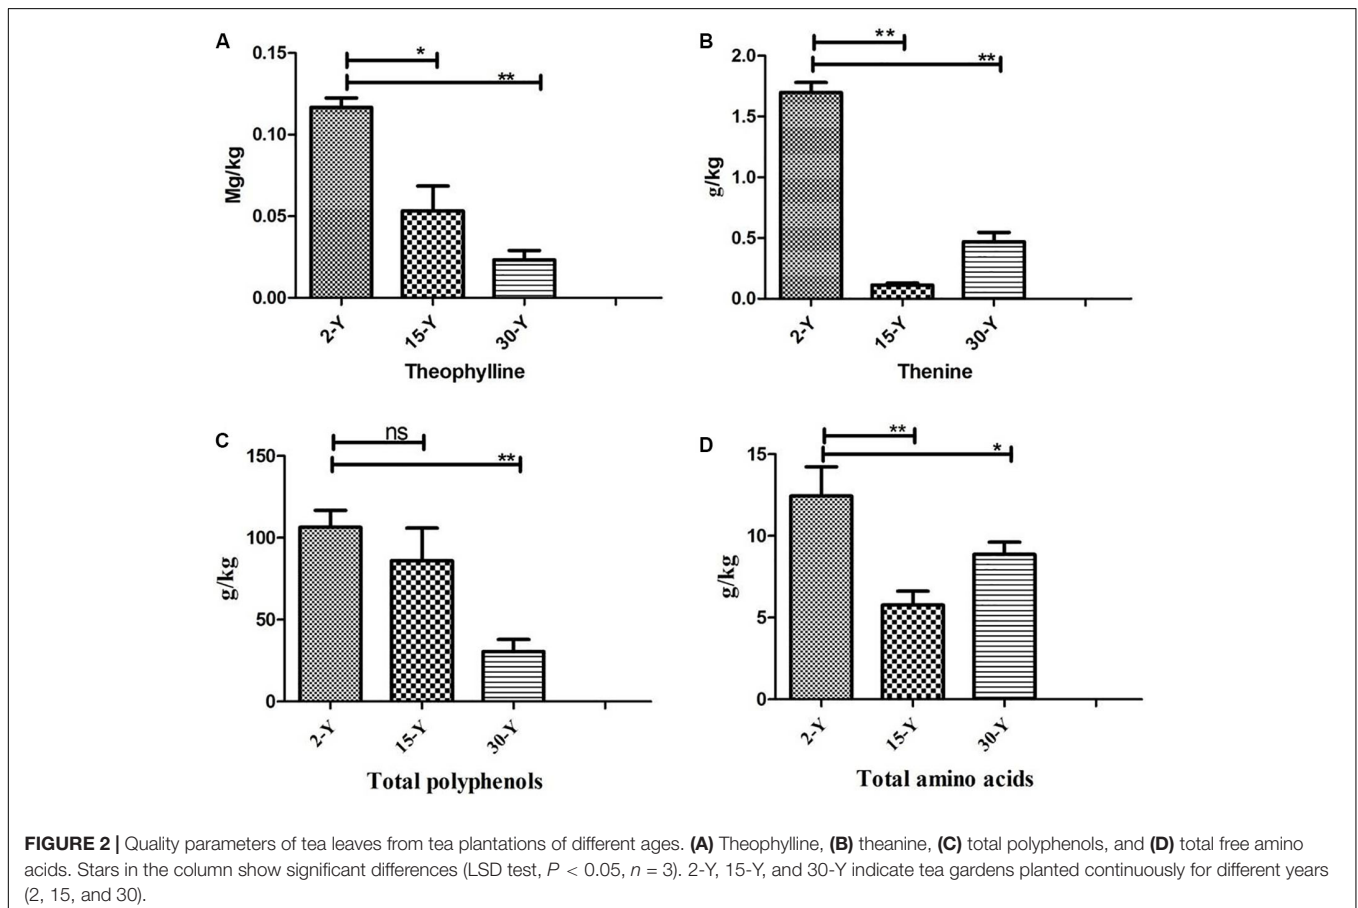 A
*
**
0.15
0.10
0.05
0.00
Mg/kg
2-Y
15-Y
30-Y
Theophylline
B
**
**
2.0
1.5
1.0
0.5
0.0
g/kg
2-Y
15-Y
30-Y
Thenine
C
ns
**
150
100
50
0
g/kg
2-Y
15-Y
30-Y
Total polyphenols
D
**
*
15
10
5
0
g/kg
2-Y
15-Y
30-Y
Total amino acids
FIGURE 2 | Quality parameters of tea leaves from tea plantations of different ages. (A) Theophylline, (B) theanine, (C) total polyphenols, and (D) total free amino
acids. Stars in the column show significant differences (LSD test, P < 0.05, n = 3). 2-Y, 15-Y, and 30-Y indicate tea gardens planted continuously for different years
(2, 15, and 30).